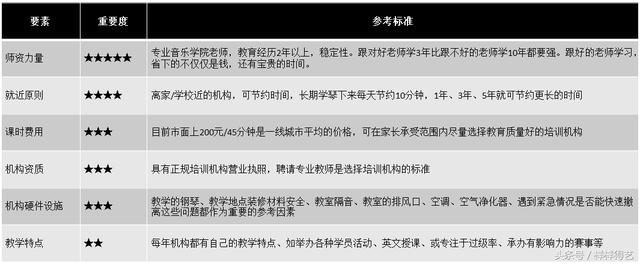 要素 重要度 参考标准
师资力量 ★★★★★ 专业音乐学院老师，教育经历2年以上，稳定性。跟对好老师学3年比跟不好的老师学10年都要强。跟好的老师学习，
省下的不仅仅是钱，还有宝贵的时间。
就近原则 ★★★★ 离家/学校近的机构，可节约时间，长期学琴下来每天节约10分钟，1年、3年、5年就可节约更长的时间
课时费用 ★★★ 目前市面上200元/45分钟是一线城市平均的价格，可在家长承受范围内尽量选择教育质量好的培训机构
机构资质 ★★★ 具有正规培训机构营业执照，聘请专业教师是选择培训机构的标准
机构硬件设施 ★★★ 教学的钢琴、教学地点装修材料安全、教室隔音、教室的排风口、空调、空气净化器、遇到紧急情况是否能快速撤
离这些问题都作为重要的参考因素
教学特点 ★★ 每年机构都有自己的教学特点、如举办各种学员活动、英文授课、或专注于过级率、承办有影响力的赛事等
头条号/梓梓得艺